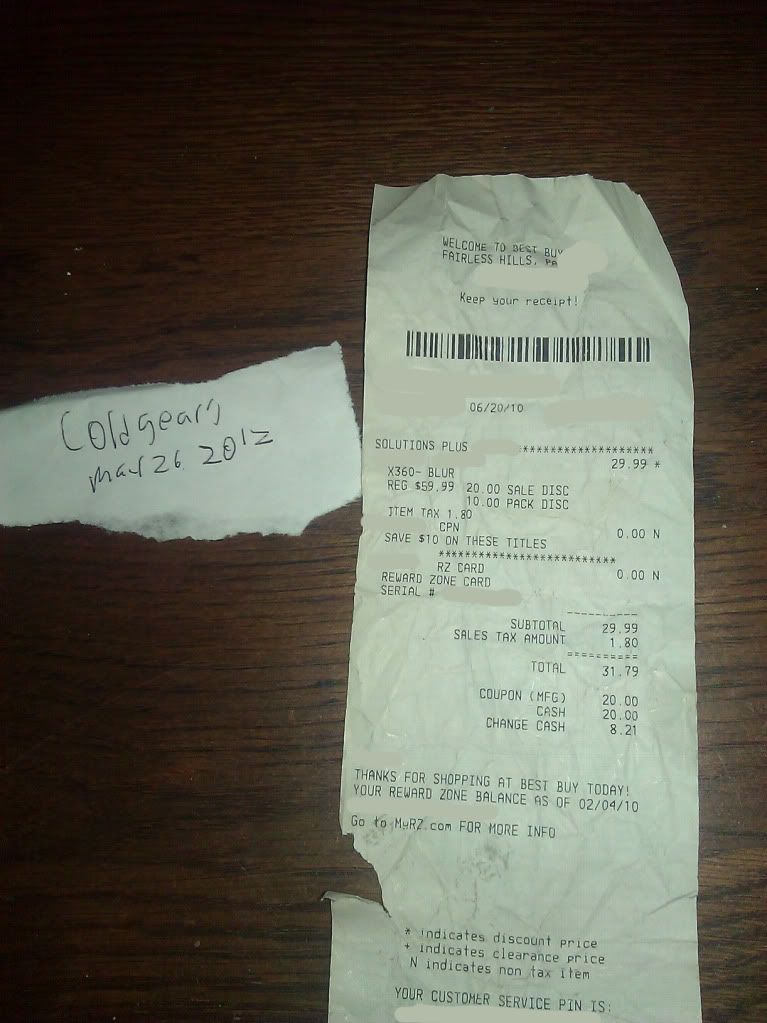 Coldgears
may 26 2012
WELCOME TO BEST BUY
FAIRLESS HILLS, PA
Keep your receipt!
06/20/10
SOLUTIONS PLUS ********************
29.99 *
X360- BLUR
REG $59.99 20.00 SALE DISC
10.00 PACK DISC
ITEM TAX 1.80
CPN 0.00 N
SAVE $10 ON THESE TITLES
**************************
RZ CARD 0.00 N
REWARD ZONE CARD
SERIAL #
----------
SUBTOTAL 29.99
SALES TAX AMOUNT 1.80
==========
TOTAL 31.79
COUPON (MFG) 20.00
CASH 20.00
CHANGE CASH 8.21
THANKS FOR SHOPPING AT BEST BUY TODAY!
YOUR REWARD ZONE BALANCE AS OF 02/04/10
Go to MyRZ.com FOR MORE INFO
* indicates discount price
+ indicates clearance price
N indicates non tax item
YOUR CUSTOMER SERVICE PIN IS: